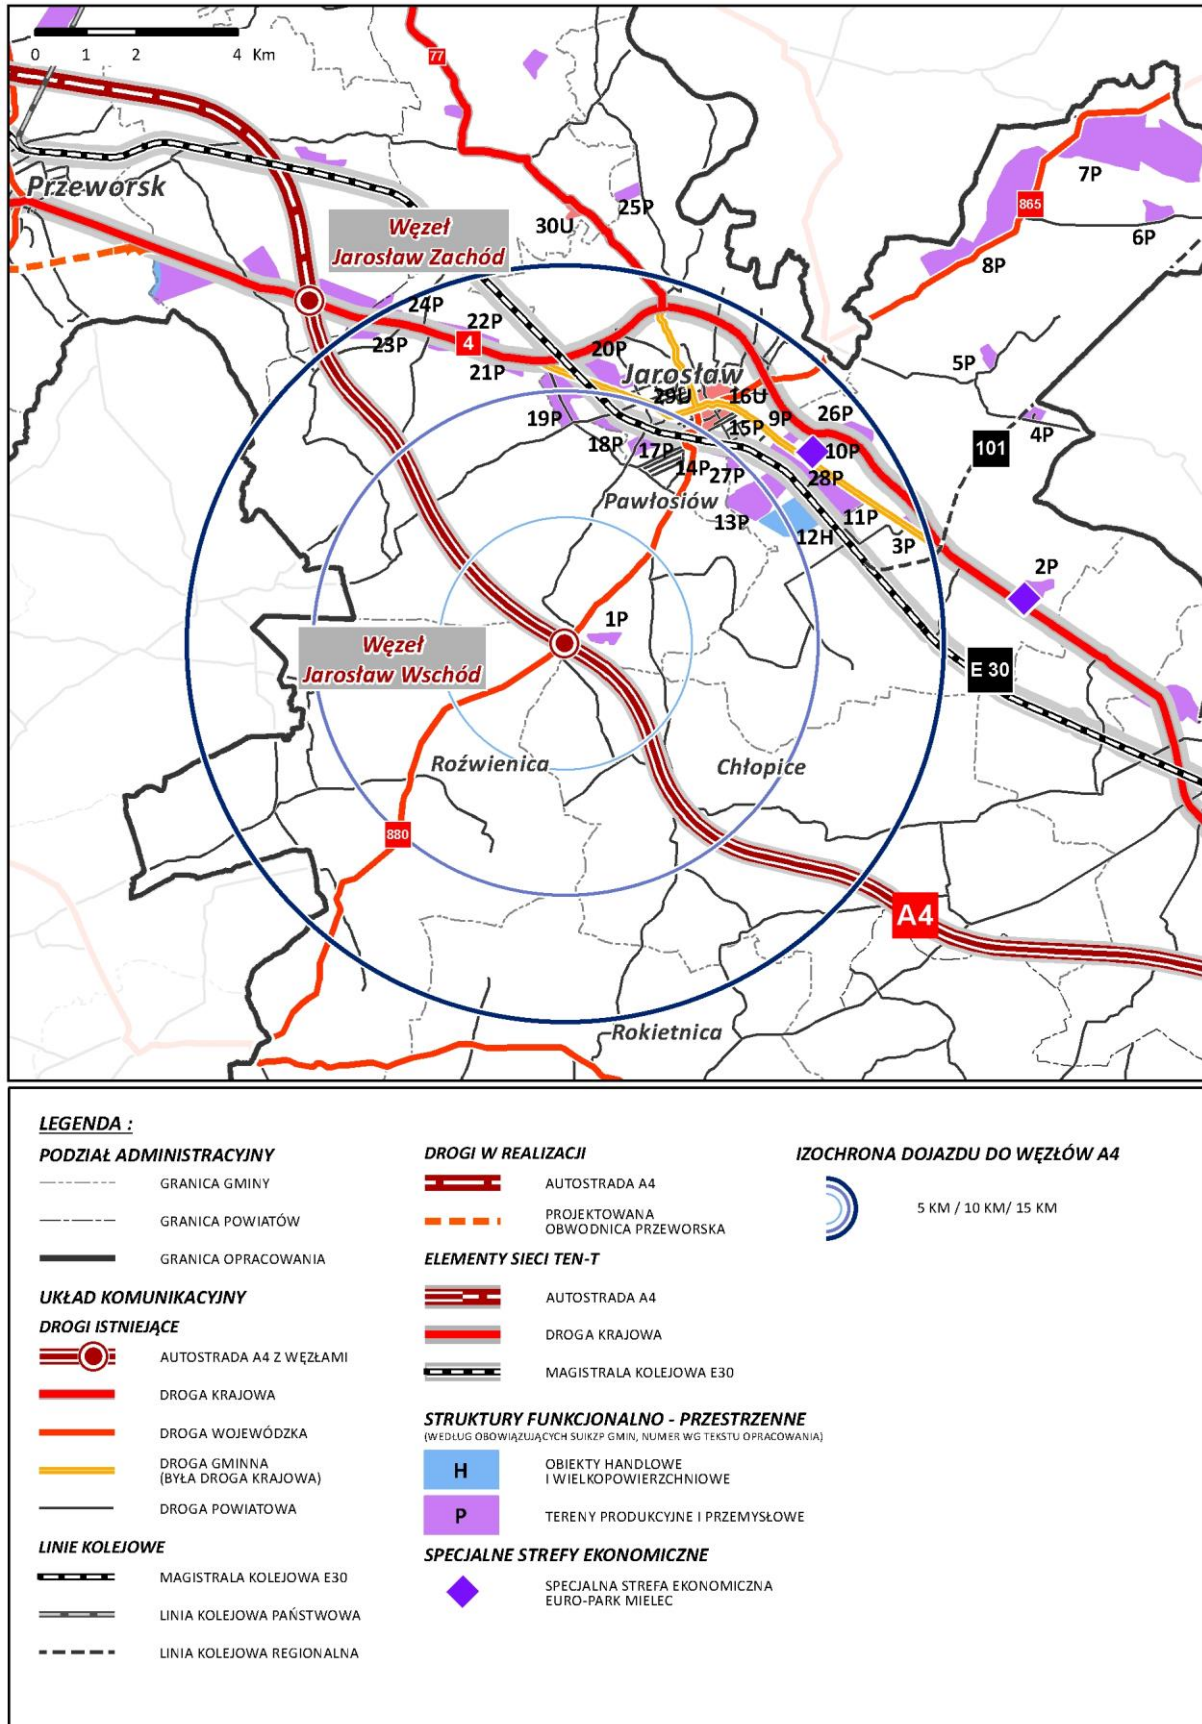 0 1 2 4 Km
77
Przeworsk
Węzeł
Jarosław Zachód
30U
25P
865
7P
6P
8P
24P
22P
23P
4
21P
20P
5P
Jarosław
29U
16U
19P
18P
17P
15P
9P
26P
10P
4P
101
14P
27P
28P
Pawłosiów
13P
12H
11P
3P
2P
1P
Węzeł
Jarosław Wschód
E 30
Roźwienica
Chłopice
880
A4
Rokietnica
LEGENDA :
PODZIAŁ ADMINISTRACYJNY
GRANICA GMINY
GRANICA POWIATÓW
GRANICA OPRACOWANIA
UKŁAD KOMUNIKACYJNY
DROGI ISTNIEJĄCE
AUTOSTRADA A4 Z WĘZŁAMI
DROGA KRAJOWA
DROGA WOJEWÓDZKA
DROGA GMINNA
(BYŁA DROGA KRAJOWA)
DROGA POWIATOWA
LINIE KOLEJOWE
MAGISTRALA KOLEJOWA E30
LINIA KOLEJOWA PAŃSTWOWA
LINIA KOLEJOWA REGIONALNA
DROGI W REALIZACJI
AUTOSTRADA A4
PROJEKTOWANA
OBWODNICA PRZEWORSKA
ELEMENTY SIECI TEN-T
AUTOSTRADA A4
DROGA KRAJOWA
MAGISTRALA KOLEJOWA E30
STRUKTURY FUNKCJONALNO - PRZESTRZENNE
(WEDŁUG OBOWIĄZUJĄCYCH SUIKZP GMIN, NUMER WG TEKSTU OPRACOWANIA)
H
OBIEKTY HANDLOWE
I WIELKOPOWIERZCHNIOWE
P
TERENY PRODUKCYJNE I PRZEMYSŁOWE
SPECJALNE STREFY EKONOMICZNE
SPECJALNA STREFA EKONOMICZNA
EURO-PARK MIELEC
IZOCHRONA DOJAZDU DO WĘZŁÓW A4
5 KM / 10 KM/ 15 KM